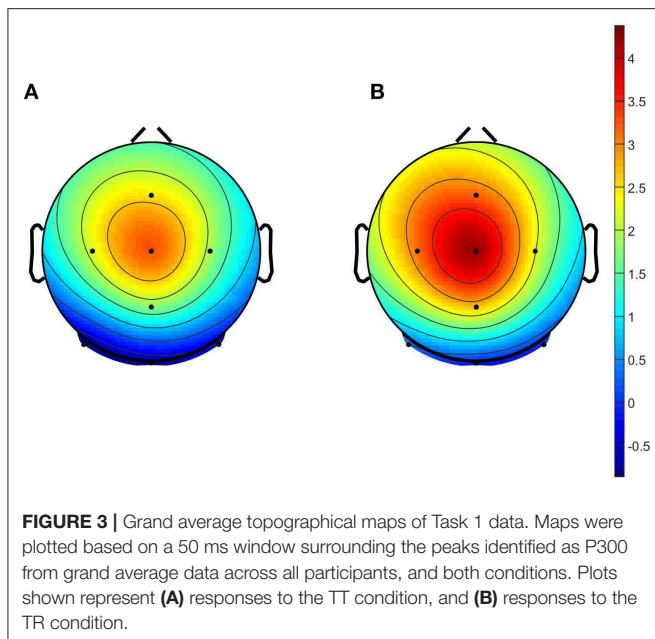 A
B
4
3.5
3
2.5
2
1.5
1
0.5
0
-0.5
FIGURE 3 | Grand average topographical maps of Task 1 data. Maps were
plotted based on a 50 ms window surrounding the peaks identified as P300
from grand average data across all participants, and both conditions. Plots
shown represent (A) responses to the TT condition, and (B) responses to the
TR condition.